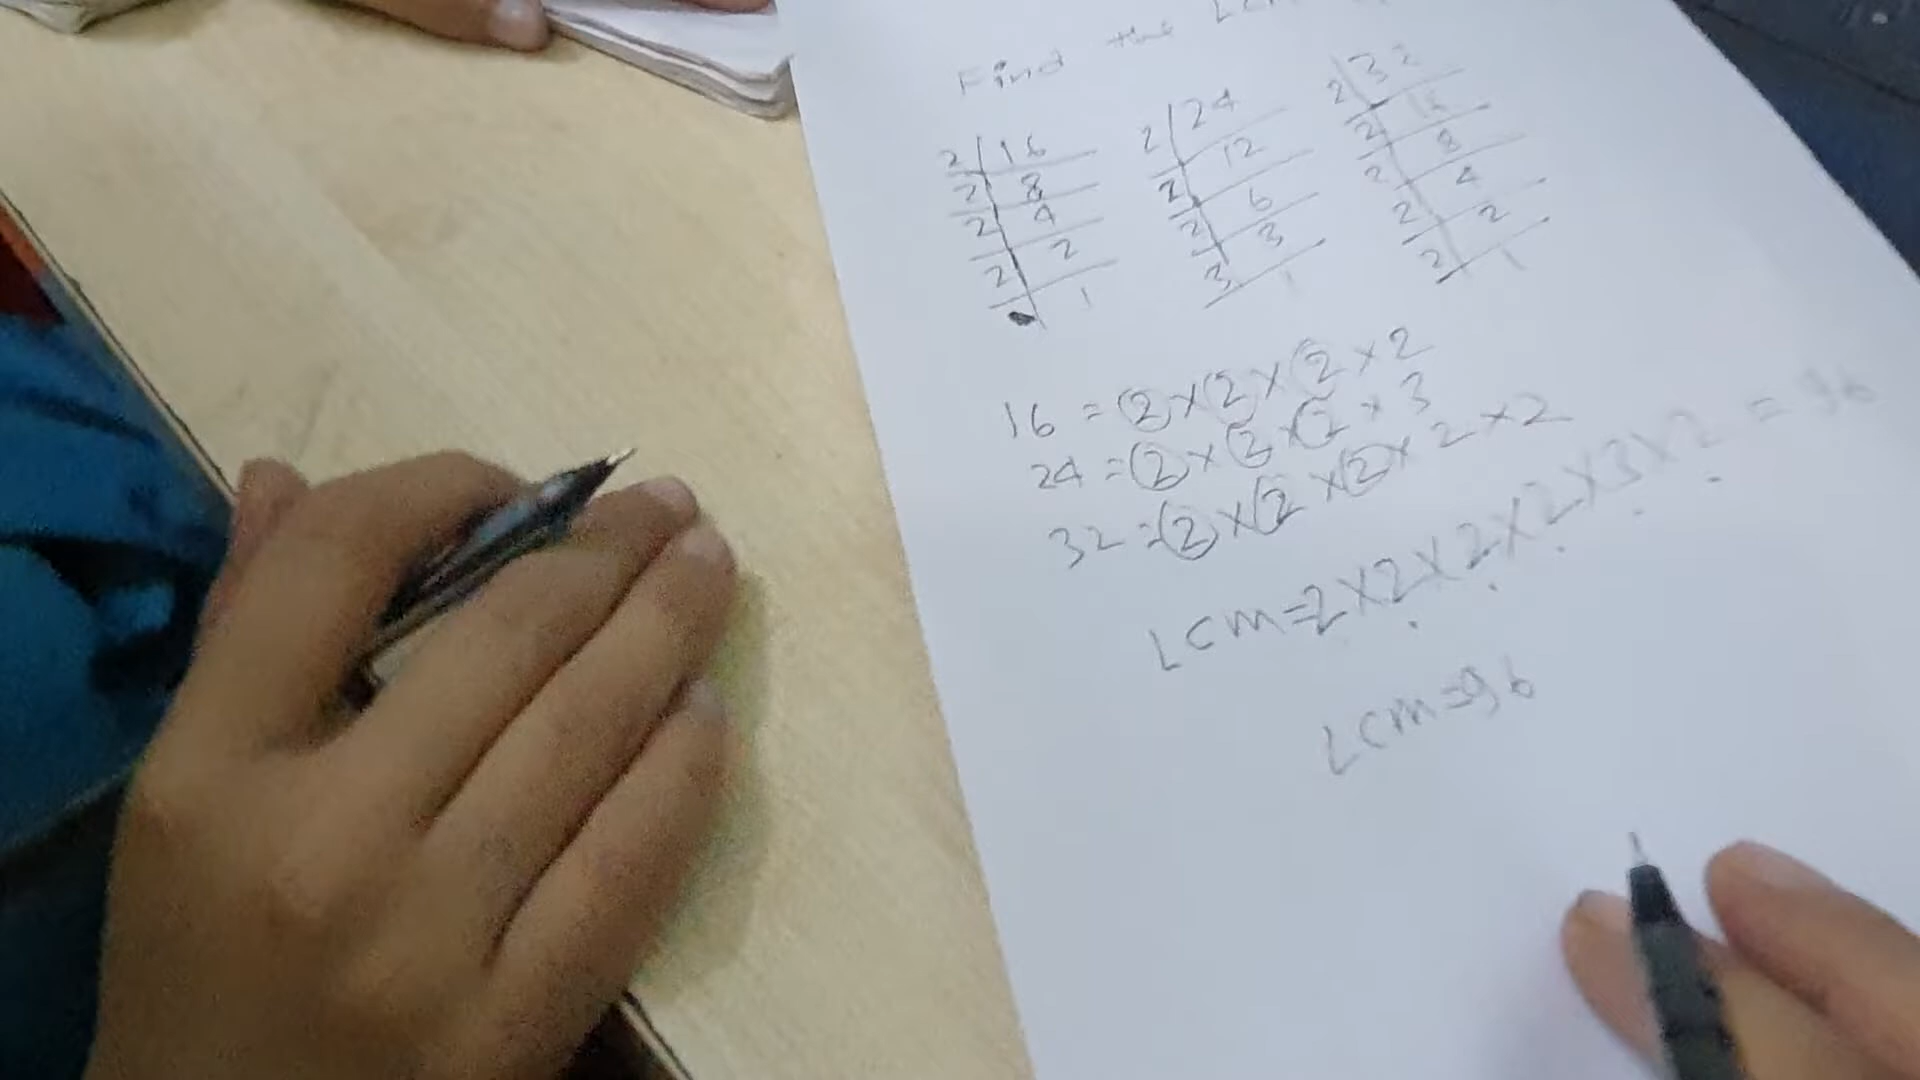 Find the LCM
2 16
2 8
2 4
2 2
1
2 24
2 12
2 6
3 3
1
2 32
2 16
2 8
2 4
2 2
1
16 = 2 × 2 × 2 × 2
24 = 2 × 2 × 2 × 3
32 = 2 × 2 × 2 × 2 × 2
LCM = 2 × 2 × 2 × 2 × 3 × 2 = 96
LCM = 96